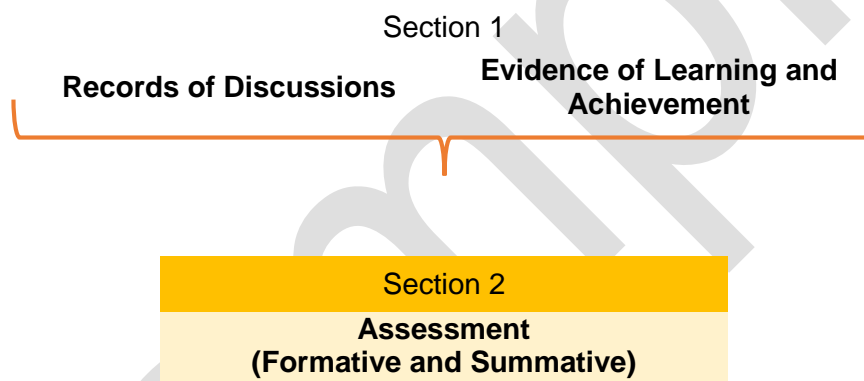 Section 1
Records of Discussions
Evidence of Learning and
Achievement
Section 2
Assessment
(Formative and Summative)